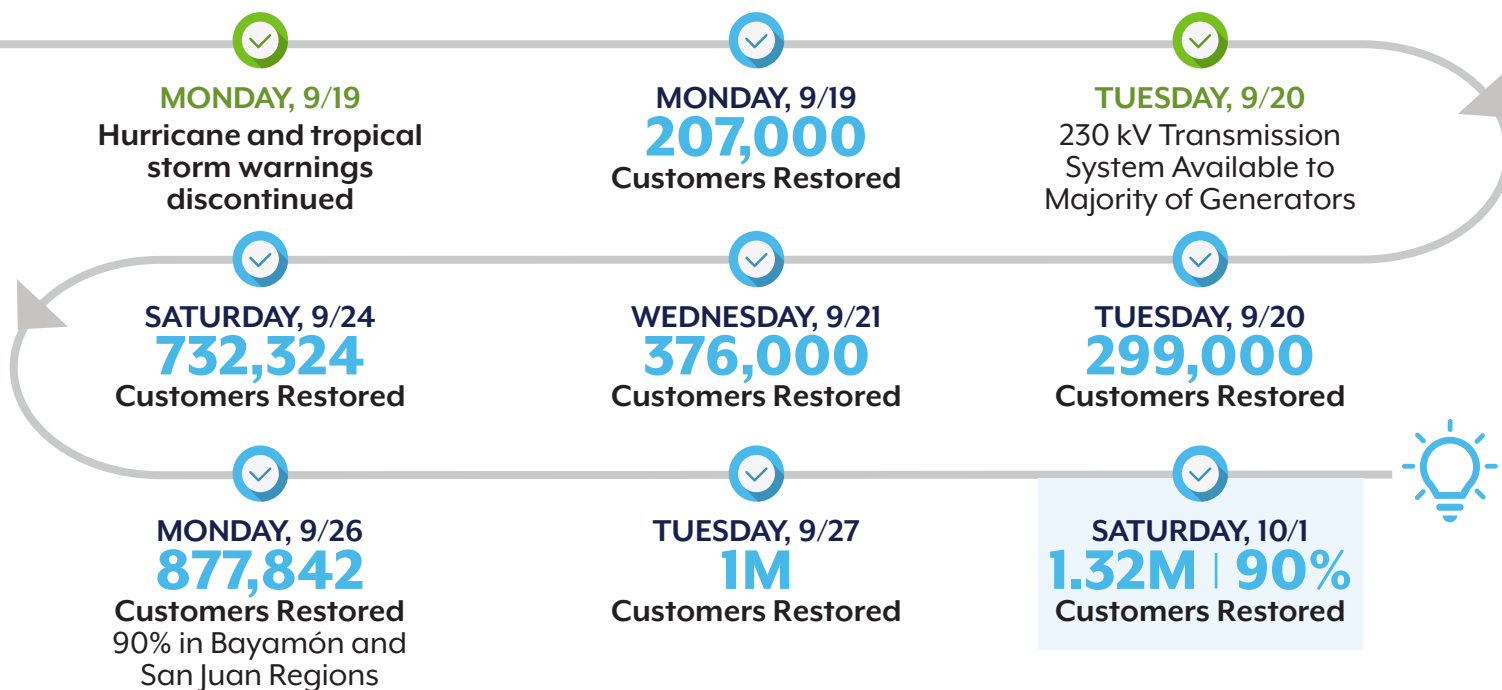 MONDAY, 9/19
Hurricane and tropical
storm warnings
discontinued
MONDAY, 9/19
207,000
Customers Restored
TUESDAY, 9/20
230 kV Transmission
System Available to
Majority of Generators
TUESDAY, 9/20
299,000
Customers Restored
WEDNESDAY, 9/21
376,000
Customers Restored
SATURDAY, 9/24
732,324
Customers Restored
MONDAY, 9/26
877,842
Customers Restored
90% in Bayamón and
San Juan Regions
TUESDAY, 9/27
1M
Customers Restored
SATURDAY, 10/1
1.32M | 90%
Customers Restored